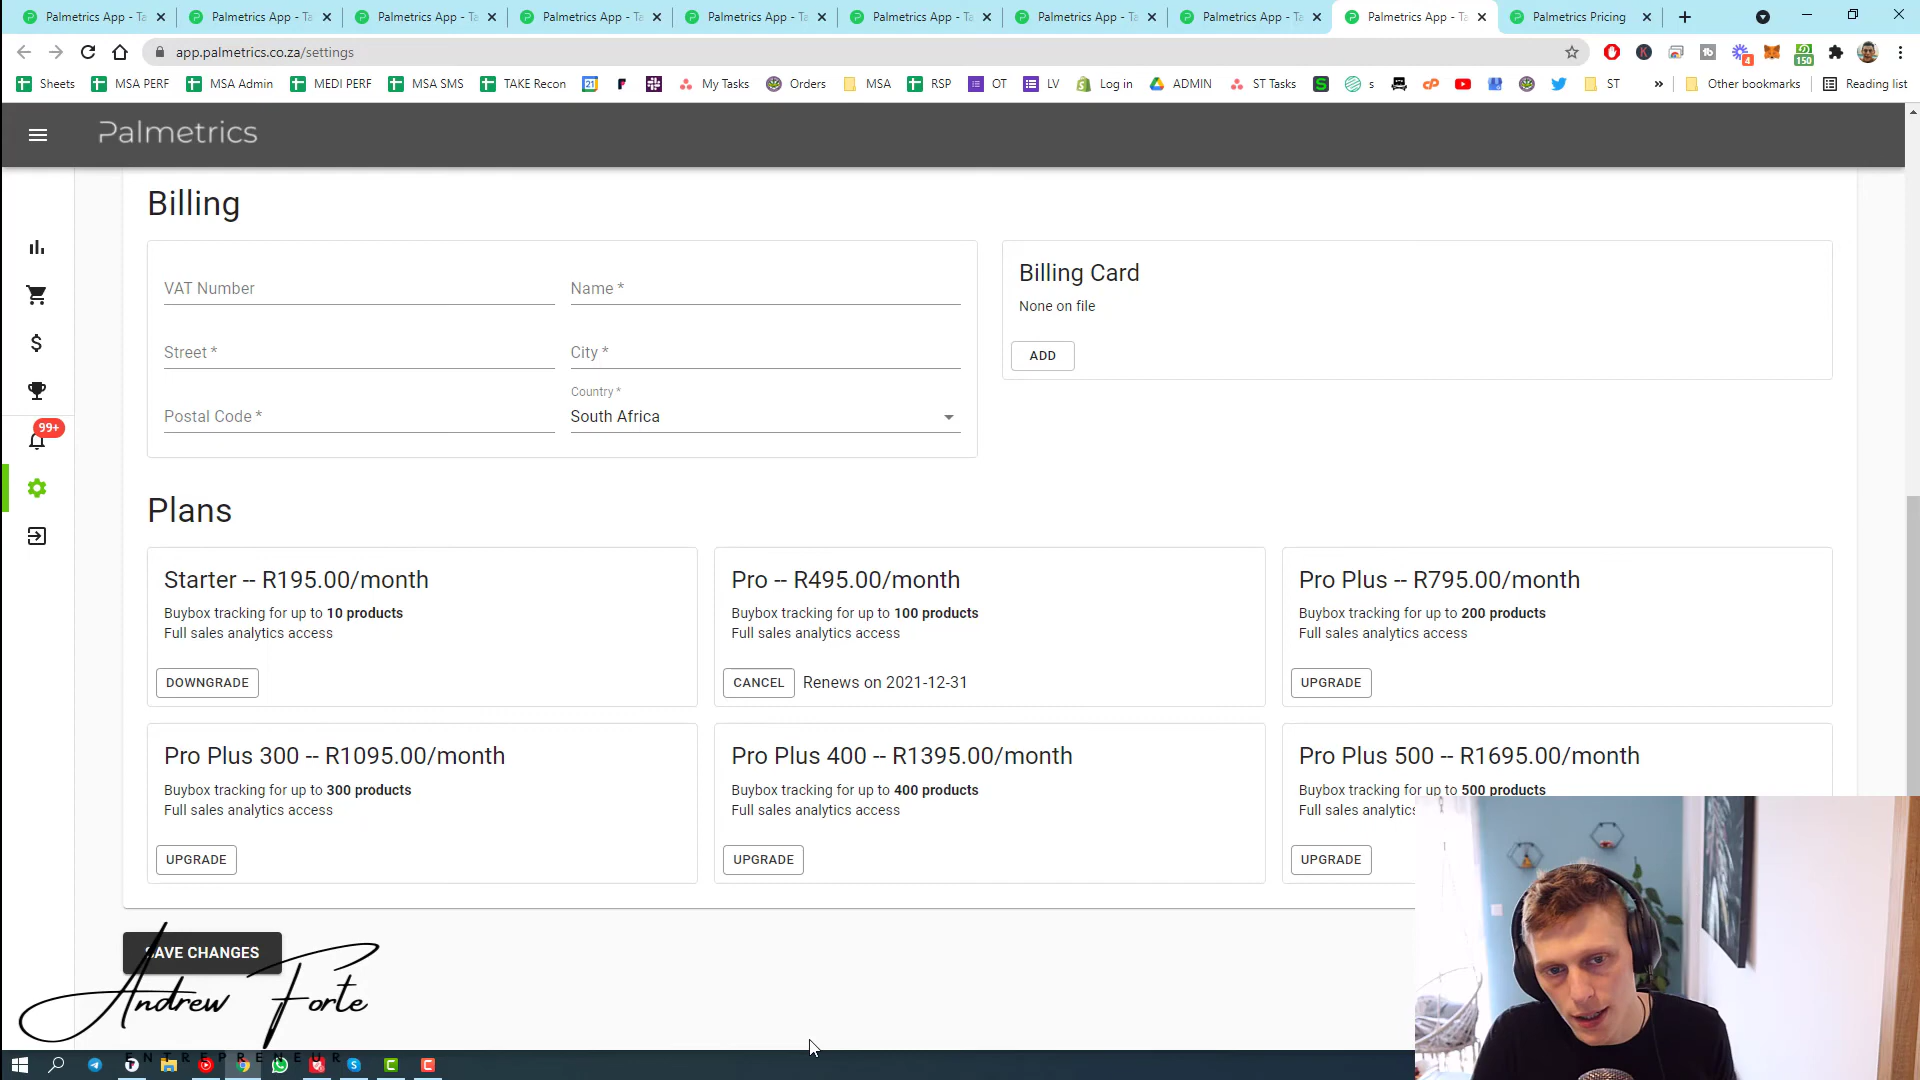 Palmetrics App - Ta
Palmetrics App - Ta
Palmetrics App - Ta
Palmetrics App - Ta
Palmetrics App - Ta
Palmetrics App - Ta
Palmetrics App - Ta
Palmetrics App - Ta
Palmetrics App - Ta
Palmetrics Pricing
app.palmetrics.co.za/settings
4
150
Sheets
MSA PERF
MSA Admin
MEDI PERF
MSA SMS
TAKE Recon
My Tasks
Orders
MSA
RSP
OT
LV
Log in
ADMIN
ST Tasks
s
ST
»
Other bookmarks
Reading list
Palmetrics
99+
Billing
VAT Number
Name *
Street *
City *
Postal Code *
Country *
South Africa
Billing Card
None on file
ADD
Plans
Starter -- R195.00/month
Buybox tracking for up to 10 products
Full sales analytics access
DOWNGRADE
Pro -- R495.00/month
Buybox tracking for up to 100 products
Full sales analytics access
CANCEL Renews on 2021-12-31
Pro Plus -- R795.00/month
Buybox tracking for up to 200 products
Full sales analytics access
UPGRADE
Pro Plus 300 -- R1095.00/month
Buybox tracking for up to 300 products
Full sales analytics access
UPGRADE
Pro Plus 400 -- R1395.00/month
Buybox tracking for up to 400 products
Full sales analytics access
UPGRADE
Pro Plus 500 -- R1695.00/month
Buybox tracking for up to 500 products
Full sales analytics
UPGRADE
SAVE CHANGES
Andrew Forte
ENTREPRENEUR